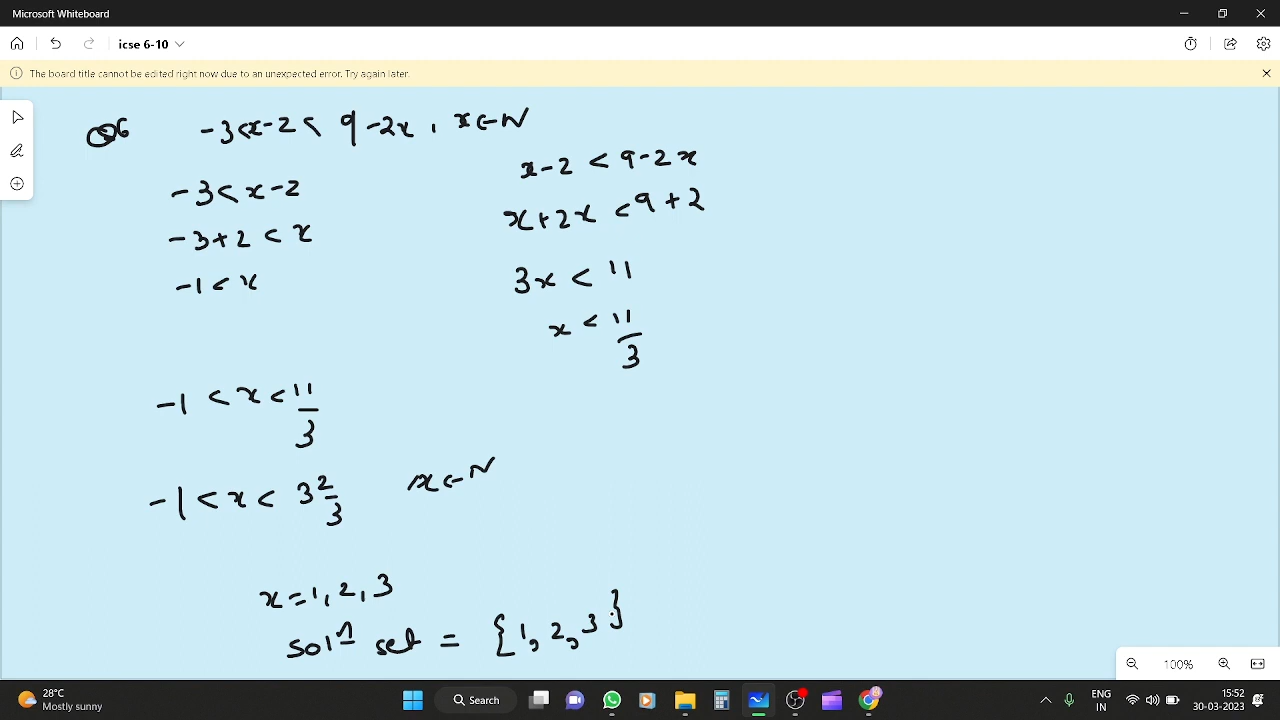 Microsoft Whiteboard
icse 6-10
The board title cannot be edited right now due to an unexpected error. Try again later.
Q6 -3<x-2< 9-2x, x∈N
-3<x-2
-3+2<x
-1<x
x-2<9-2x
x+2x<9+2
3x<11
x<11/3
-1<x<11/3
-1<x<3 2/3 x∈N
x=1,2,3
solⁿ set = {1,2,3}
100%
28°C
Mostly sunny
Search
ENG
IN
15:52
30-03-2023